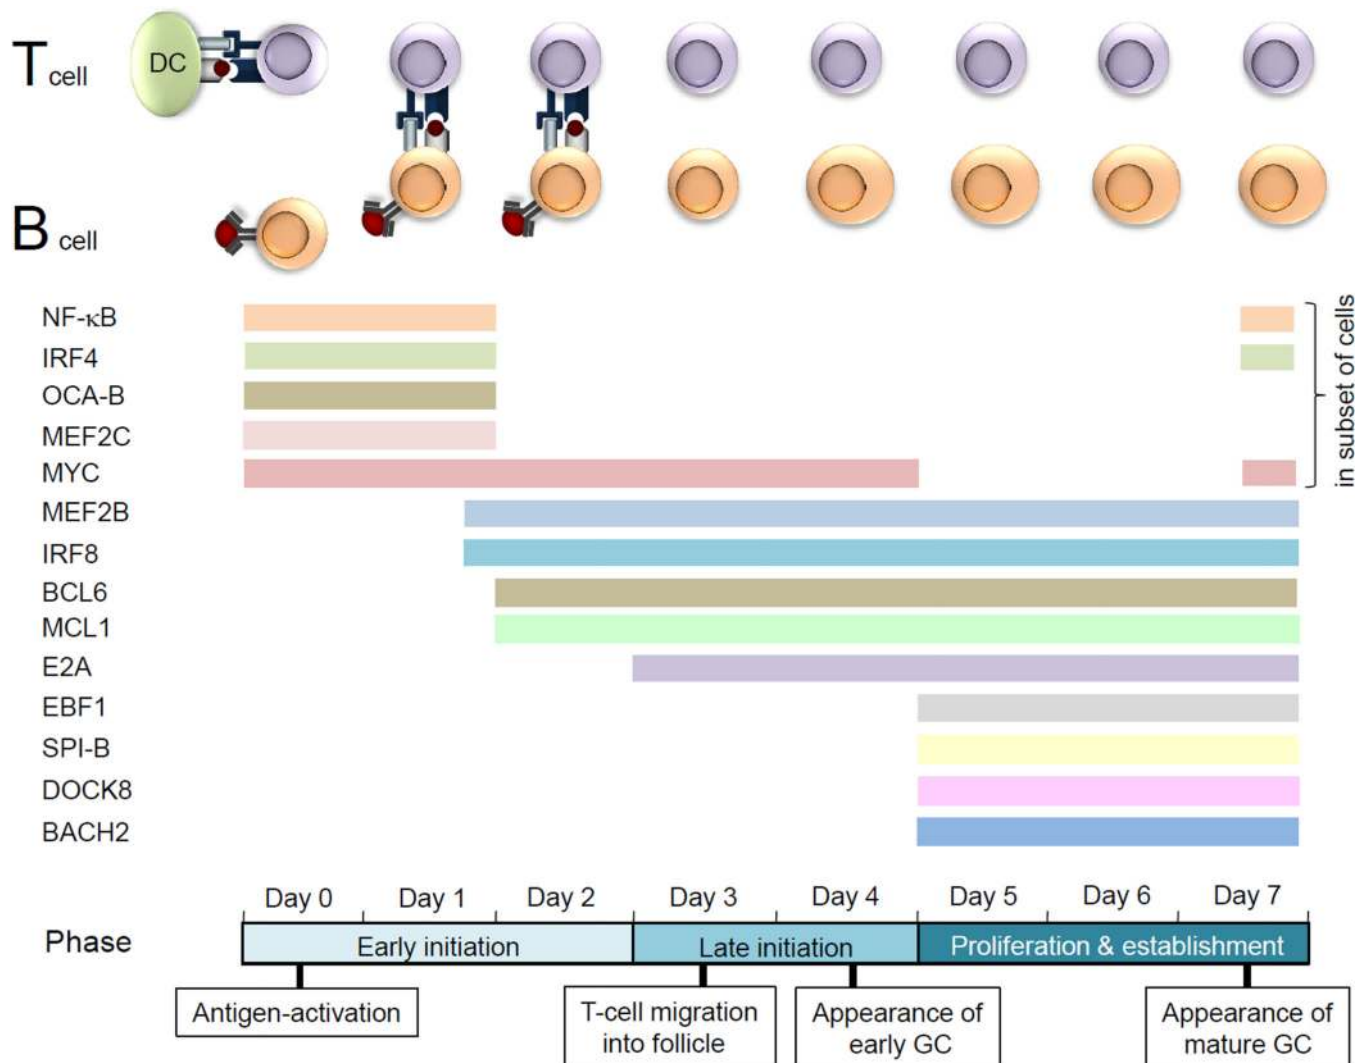 T cell
DC
B cell
NF-κB
IRF4
OCA-B
MEF2C
MYC
MEF2B
IRF8
BCL6
MCL1
E2A
EBF1
SPI-B
DOCK8
BACH2
in subset of cells
Day 0 Day 1 Day 2 Day 3 Day 4 Day 5 Day 6 Day 7
Phase Early initiation Late initiation Proliferation & establishment
Antigen-activation
T-cell migration
into follicle
Appearance of
early GC
Appearance of
mature GC